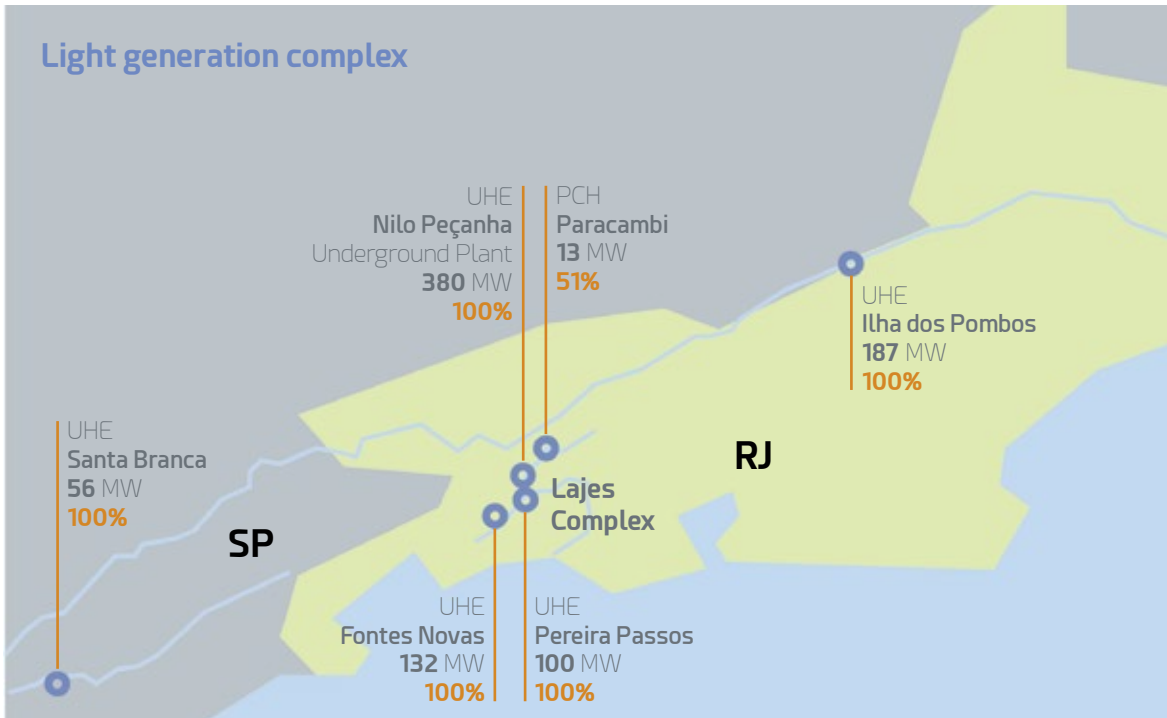 Light generation complex
UHE
Nilo Peçanha
Underground Plant
380 MW
100%
PCH
Paracambi
13 MW
51%
UHE
Ilha dos Pombos
187 MW
100%
UHE
Santa Branca
56 MW
100%
SP
RJ
Lajes
Complex
UHE
Fontes Novas
132 MW
100%
UHE
Pereira Passos
100 MW
100%